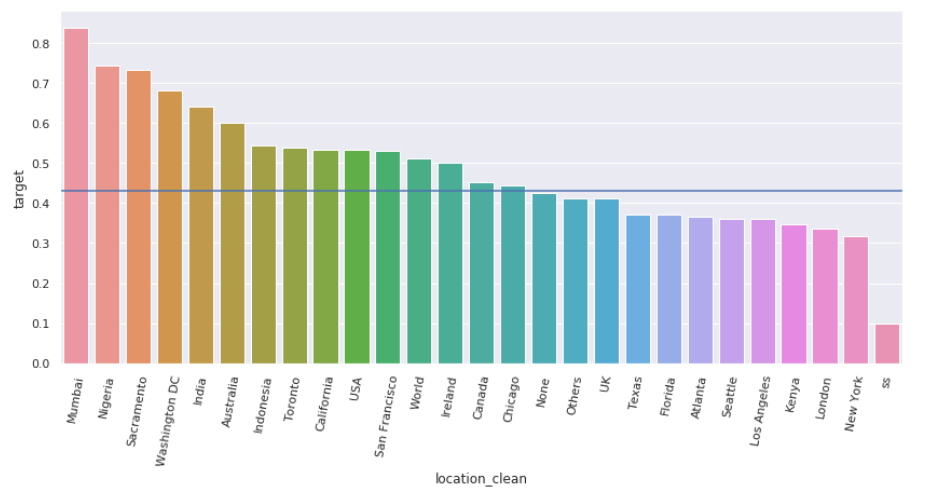 target
0.8
0.7
0.6
0.5
0.4
0.3
0.2
0.1
0.0
Mumbai
Nigeria
Sacramento
Washington DC
India
Australia
Indonesia
Toronto
California
USA
San Francisco
World
Ireland
Canada
Chicago
None
Others
UK
Texas
Florida
Atlanta
Seattle
Los Angeles
Kenya
London
New York
ss
location_clean